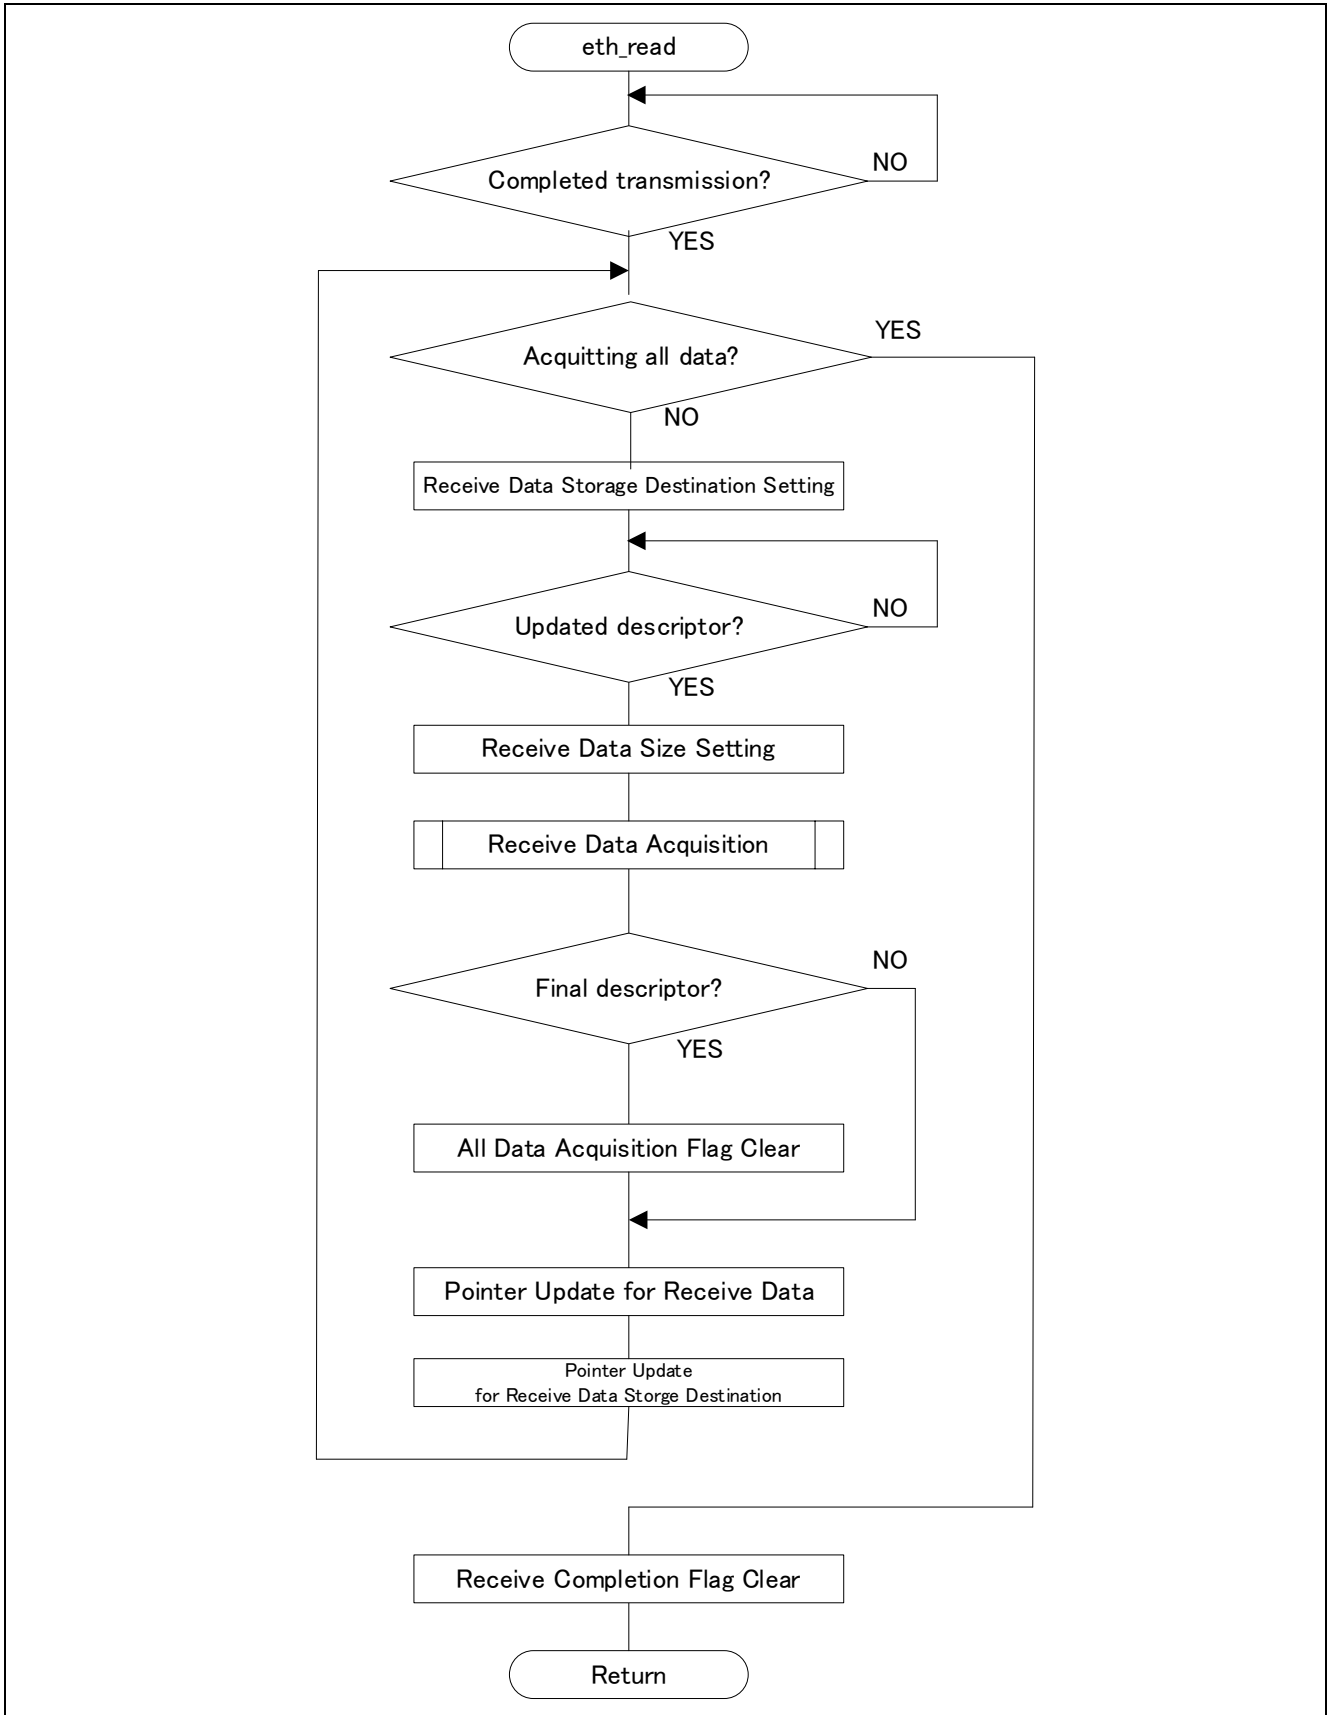 eth_read
NO
Completed transmission?
YES
YES
Acquitting all data?
NO
Receive Data Storage Destination Setting
NO
Updated descriptor?
YES
Receive Data Size Setting
Receive Data Acquisition
NO
Final descriptor?
YES
All Data Acquisition Flag Clear
Pointer Update for Receive Data
Pointer Update
for Receive Data Storge Destination
Receive Completion Flag Clear
Return